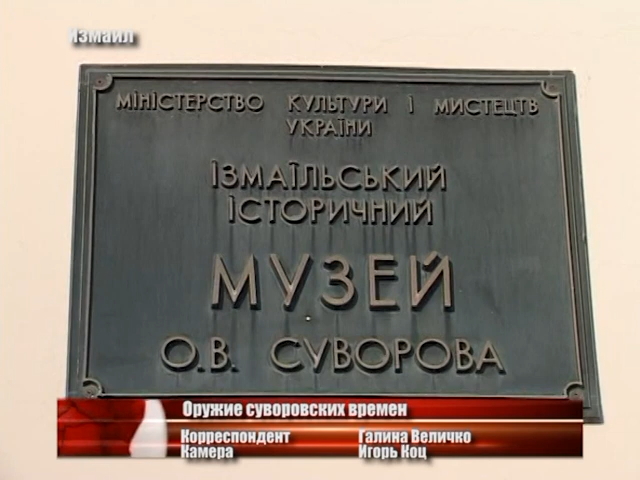 Измаил
МІНІСТЕРСТВО КУЛЬТУРИ І МИСТЕЦТВ
УКРАЇНИ
ІЗМАЇЛЬСЬКИЙ
ІСТОРИЧНИЙ
МУЗЕЙ
О.В. СУВОРОВА
Оружие суворовских времен
Корреспондент Галина Величко
Камера Игорь Коц